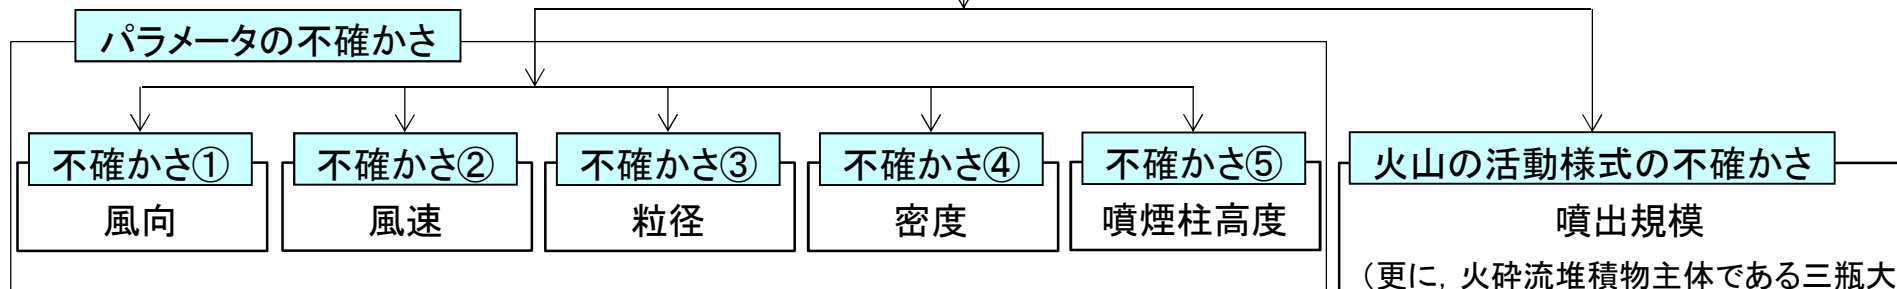 パラメータの不確かさ
不確かさ① 不確かさ② 不確かさ③ 不確かさ④ 不確かさ⑤ 火山の活動様式の不確かさ
風向 風速 粒径 密度 噴煙柱高度 噴出規模
（更に，火砕流堆積物主体である三瓶大